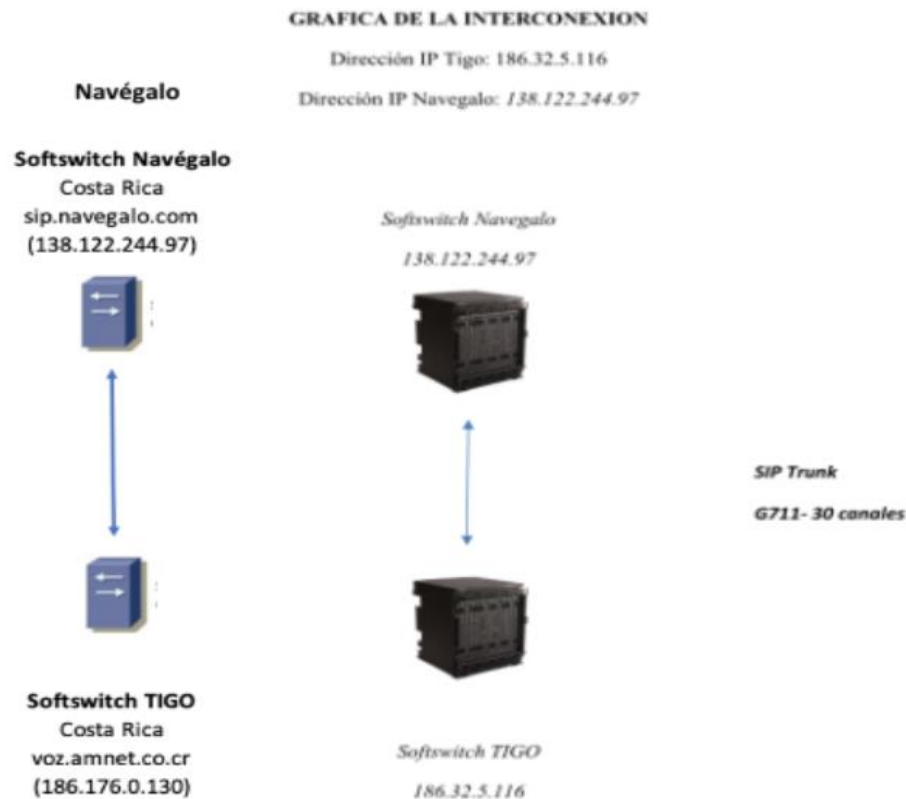 GRAFICA DE LA INTERCONEXION
Dirección IP Tigo: 186.32.5.116
Dirección IP Navegalo: 138.122.244.97
Navégalo
Softswitch Navégalo
Costa Rica
sip.navegalo.com
(138.122.244.97)
Softswitch Navegalo
138.122.244.97
SIP Trunk
G711- 30 canales
Softswitch TIGO
Costa Rica
voz.amnet.co.cr
(186.176.0.130)
Softswitch TIGO
186.32.5.116